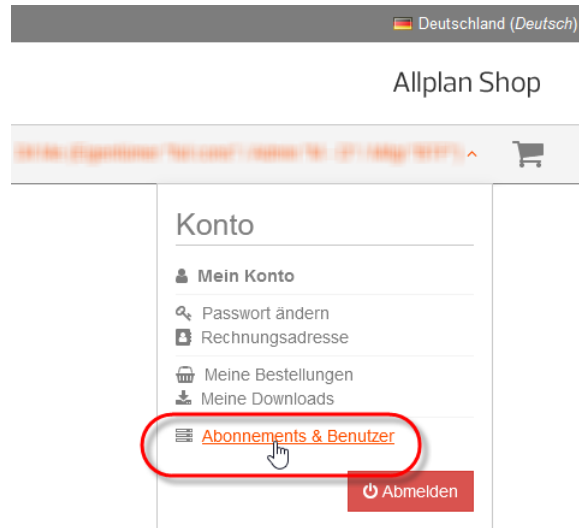 Deutschland (Deutsch)
Allplan Shop
Konto
Mein Konto
Passwort ändern
Rechnungsadresse
Meine Bestellungen
Meine Downloads
Abonnements & Benutzer
Abmelden